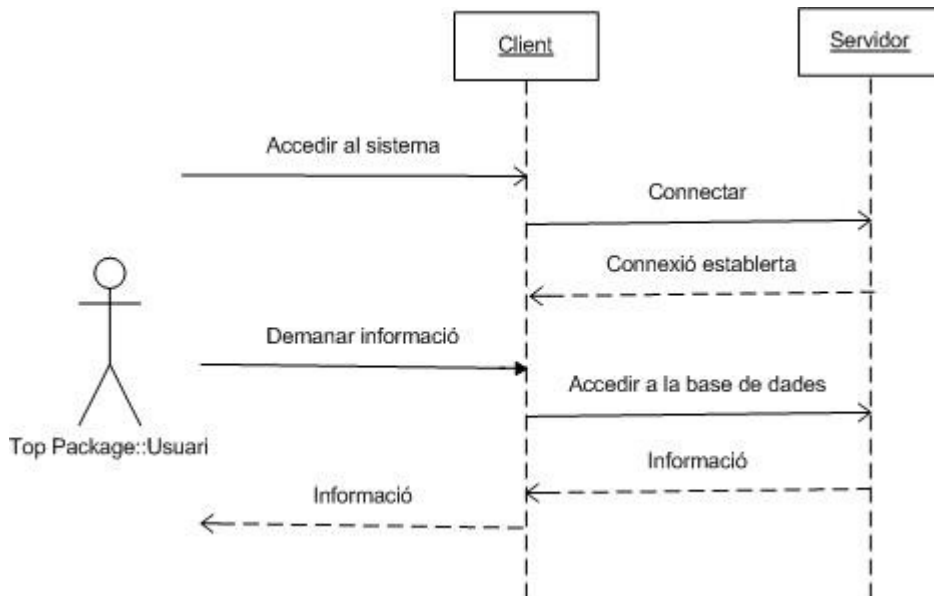 Client
Servidor
Accedir al sistema
Connectar
Connexió establerta
Demanar informació
Accedir a la base de dades
Top Package::Usuari
Informació
Informació